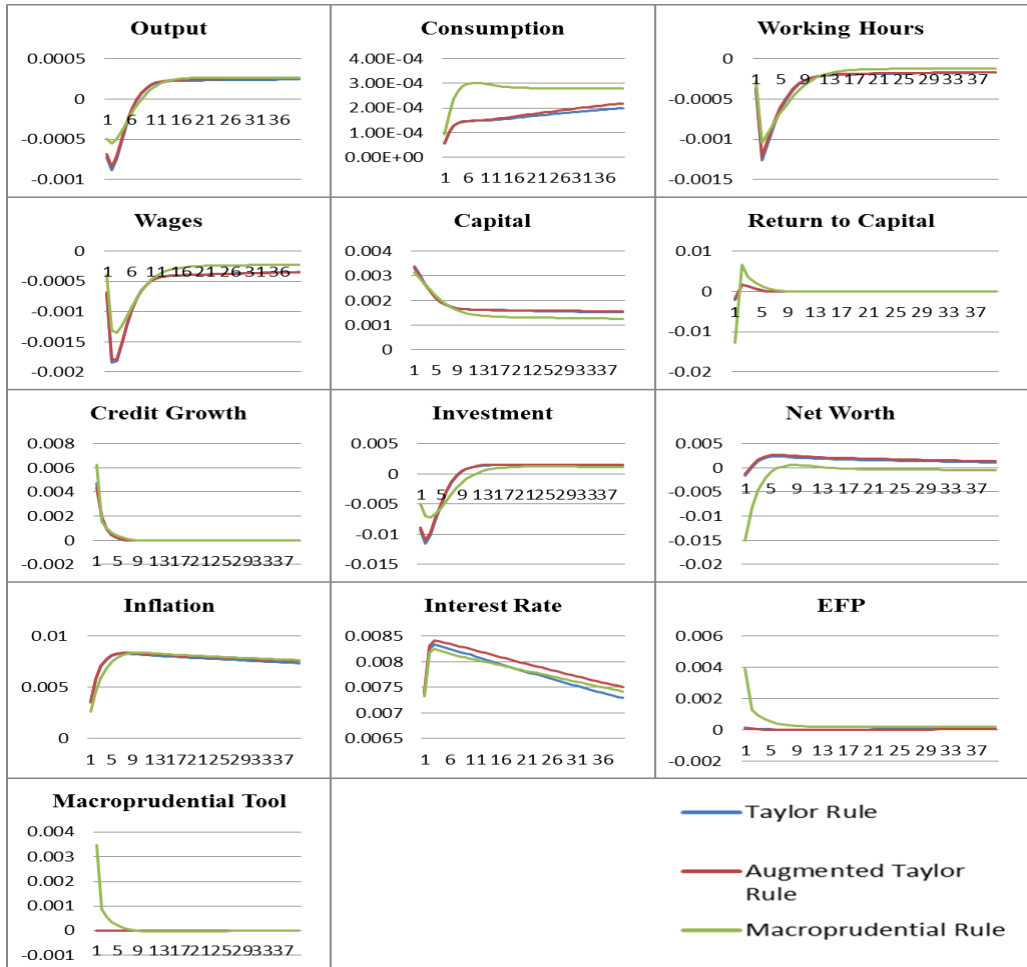 Output
0.0005
0
1 6 11 16 21 26 31 36
-0.0005
-0.001
Consumption
4.00E-04
3.00E-04
2.00E-04
1.00E-04
0.00E+00
1 6 11 16 21 26 31 36
Working Hours
0
1 5 9 13 17 21 25 29 33 37
-0.0005
-0.001
-0.0015
Wages
0
1 6 11 16 21 26 31 36
-0.0005
-0.001
-0.0015
-0.002
Capital
0.004
0.003
0.002
0.001
0
1 5 9 13 17 21 25 29 33 37
Return to Capital
0.01
0
1 5 9 13 17 21 25 29 33 37
-0.01
-0.02
Credit Growth
0.008
0.006
0.004
0.002
0
-0.002
1 5 9 13 17 21 25 29 33 37
Investment
0.005
0
1 5 9 13 17 21 25 29 33 37
-0.005
-0.01
-0.015
Net Worth
0.005
0
1 5 9 13 17 21 25 29 33 37
-0.005
-0.01
-0.015
-0.02
Inflation
0.01
0.005
0
1 5 9 13 17 21 25 29 33 37
Interest Rate
0.0085
0.008
0.0075
0.007
0.0065
1 6 11 16 21 26 31 36
EFP
0.006
0.004
0.002
0
-0.002
1 5 9 13 17 21 25 29 33 37
Macroprudential Tool
0.004
0.003
0.002
0.001
0
-0.001
1 5 9 13 17 21 25 29 33 37
Taylor Rule
Augmented Taylor
Rule
Macroprudential Rule